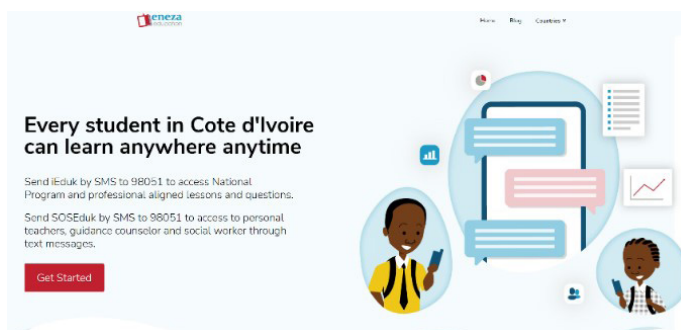 eneza
education
Home Blog Countries
Every student in Cote d'Ivoire
can learn anywhere anytime
Send iEduk by SMS to 98051 to access National
Program and professional aligned lessons and questions.
Send SOSEduk by SMS to 98051 to access to personal
teachers, guidance counselor and social worker through
text messages.
Get Started